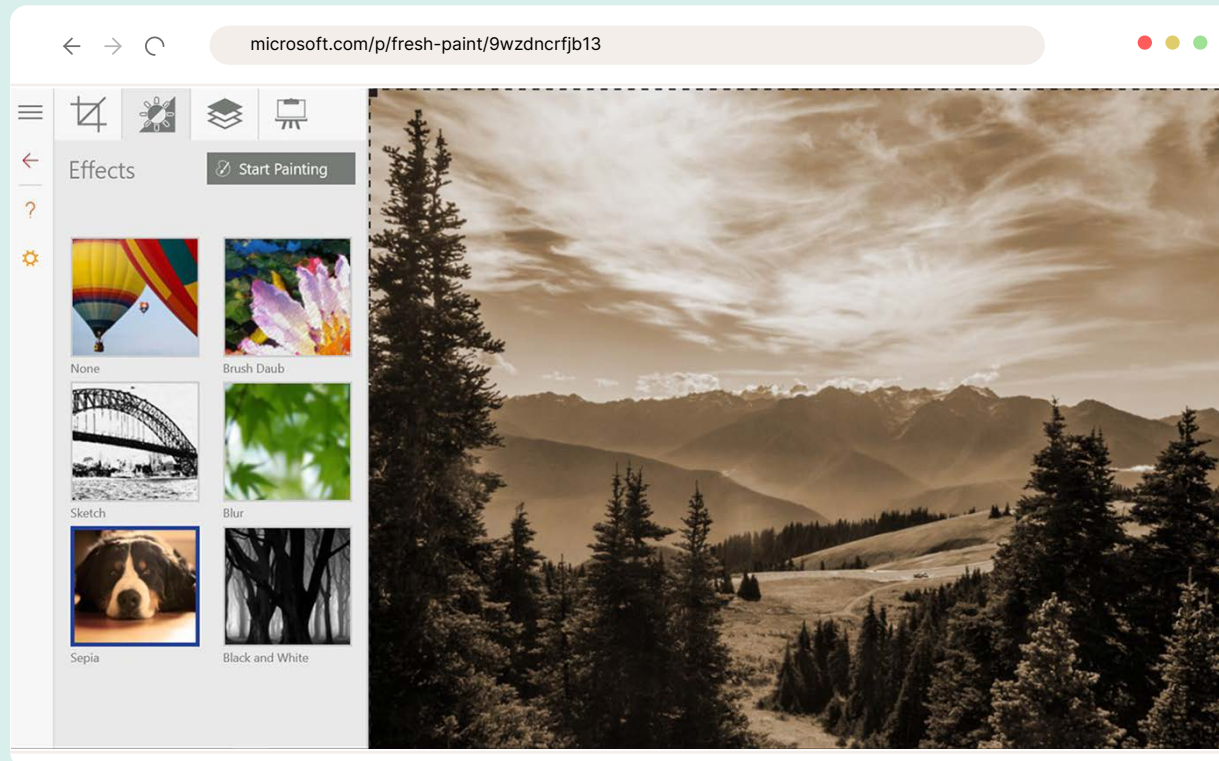 microsoft.com/p/fresh-paint/9wzdncrfjb13
Effects
Start Painting
None
Brush Daub
Sketch
Blur
Sepia
Black and White